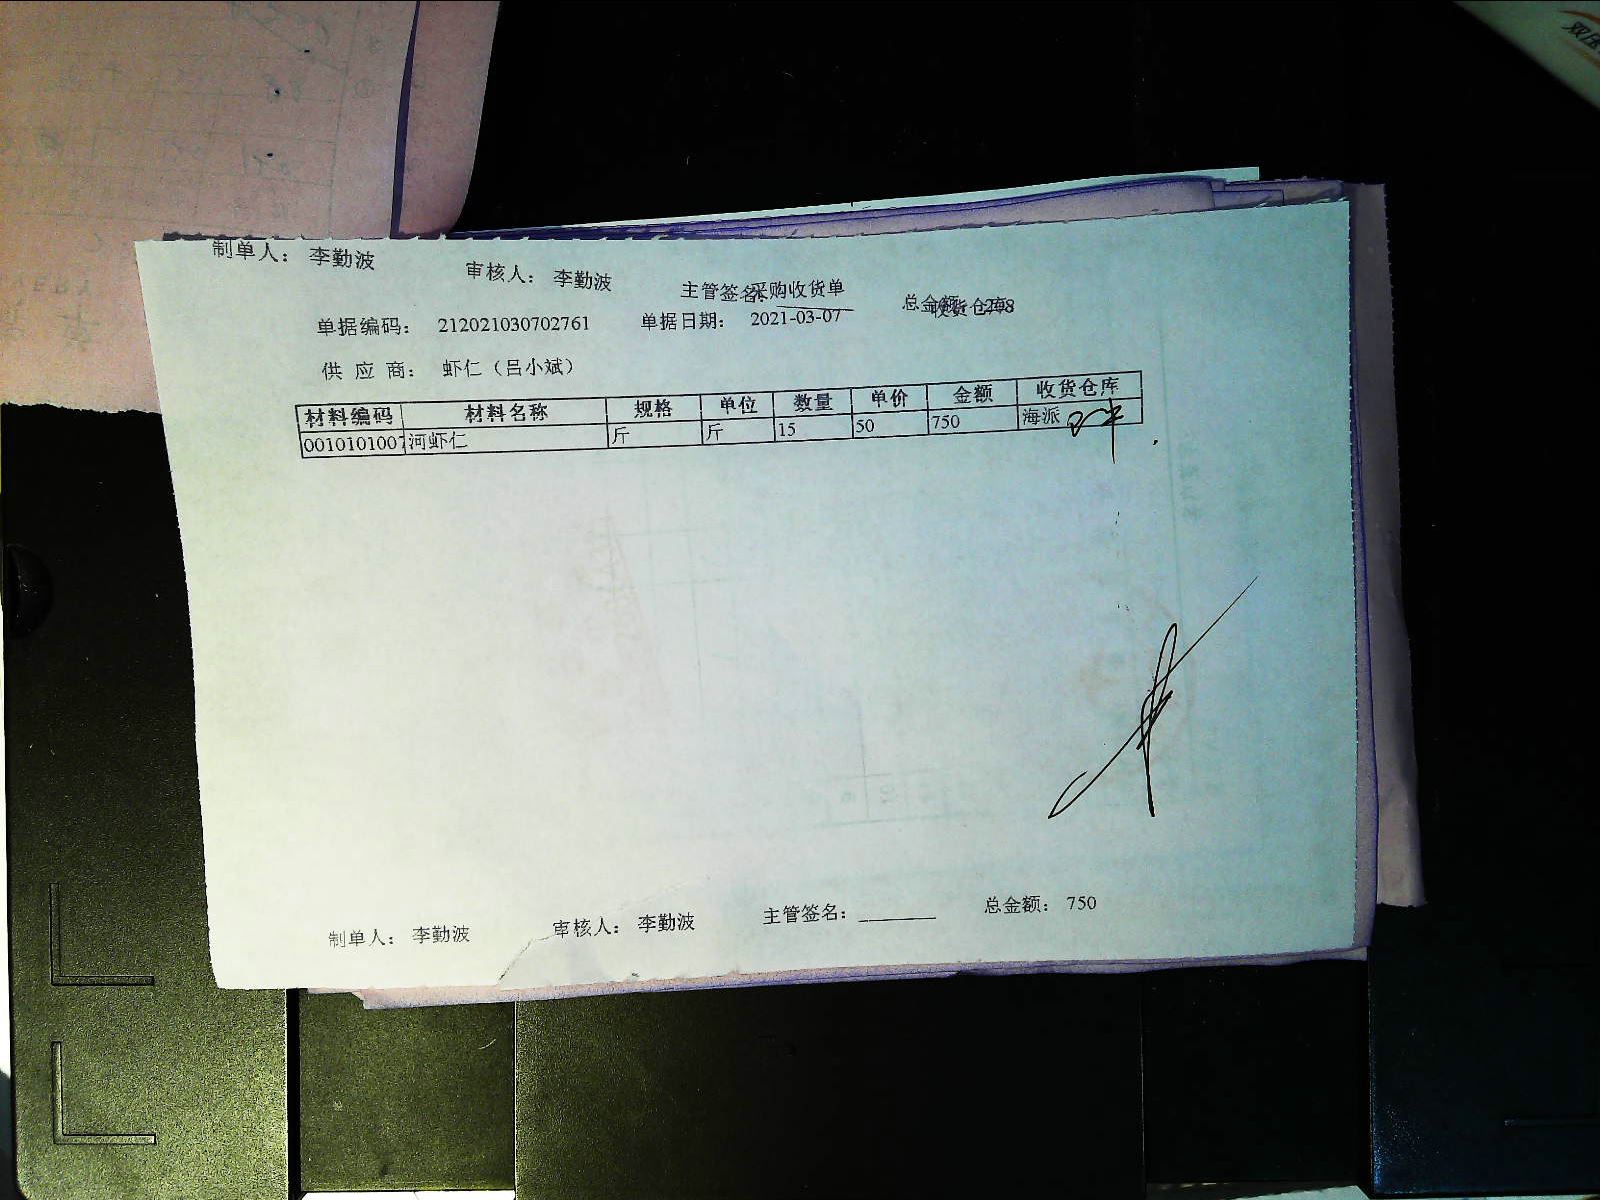 制单人： 李勤波 审核人： 李勤波 主管签名： 总金额： 208
采购收货单
收货仓库
单据编码： 212021030702761 单据日期： 2021-03-07
供 应 商： 虾仁（吕小斌）
材料编码 材料名称 规格 单位 数量 单价 金额 收货仓库
0010101007 河虾仁 斤 斤 15 50 750 海派
制单人： 李勤波 审核人： 李勤波 主管签名： 总金额： 750